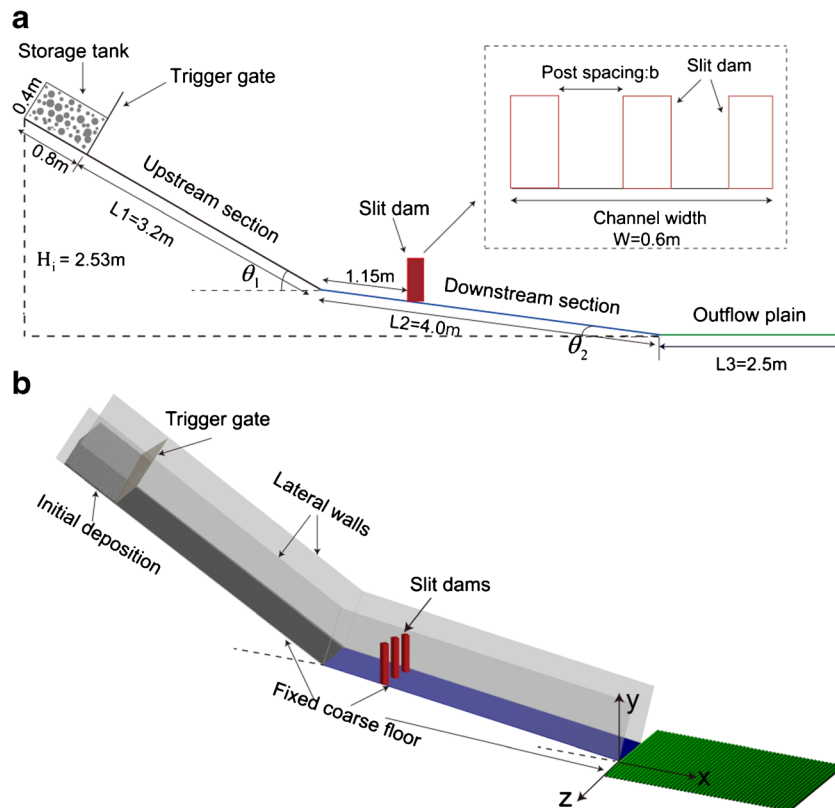 a
Storage tank
Trigger gate
0.4m
0.8m
Upstream section
L1=3.2m
Hi = 2.53m
θ1
Slit dam
1.15m
Downstream section
L2=4.0m
θ2
Outflow plain
L3=2.5m
Post spacing:b
Slit dam
Channel width
W=0.6m
b
Trigger gate
Initial deposition
Lateral walls
Slit dams
Fixed coarse floor
y
x
z